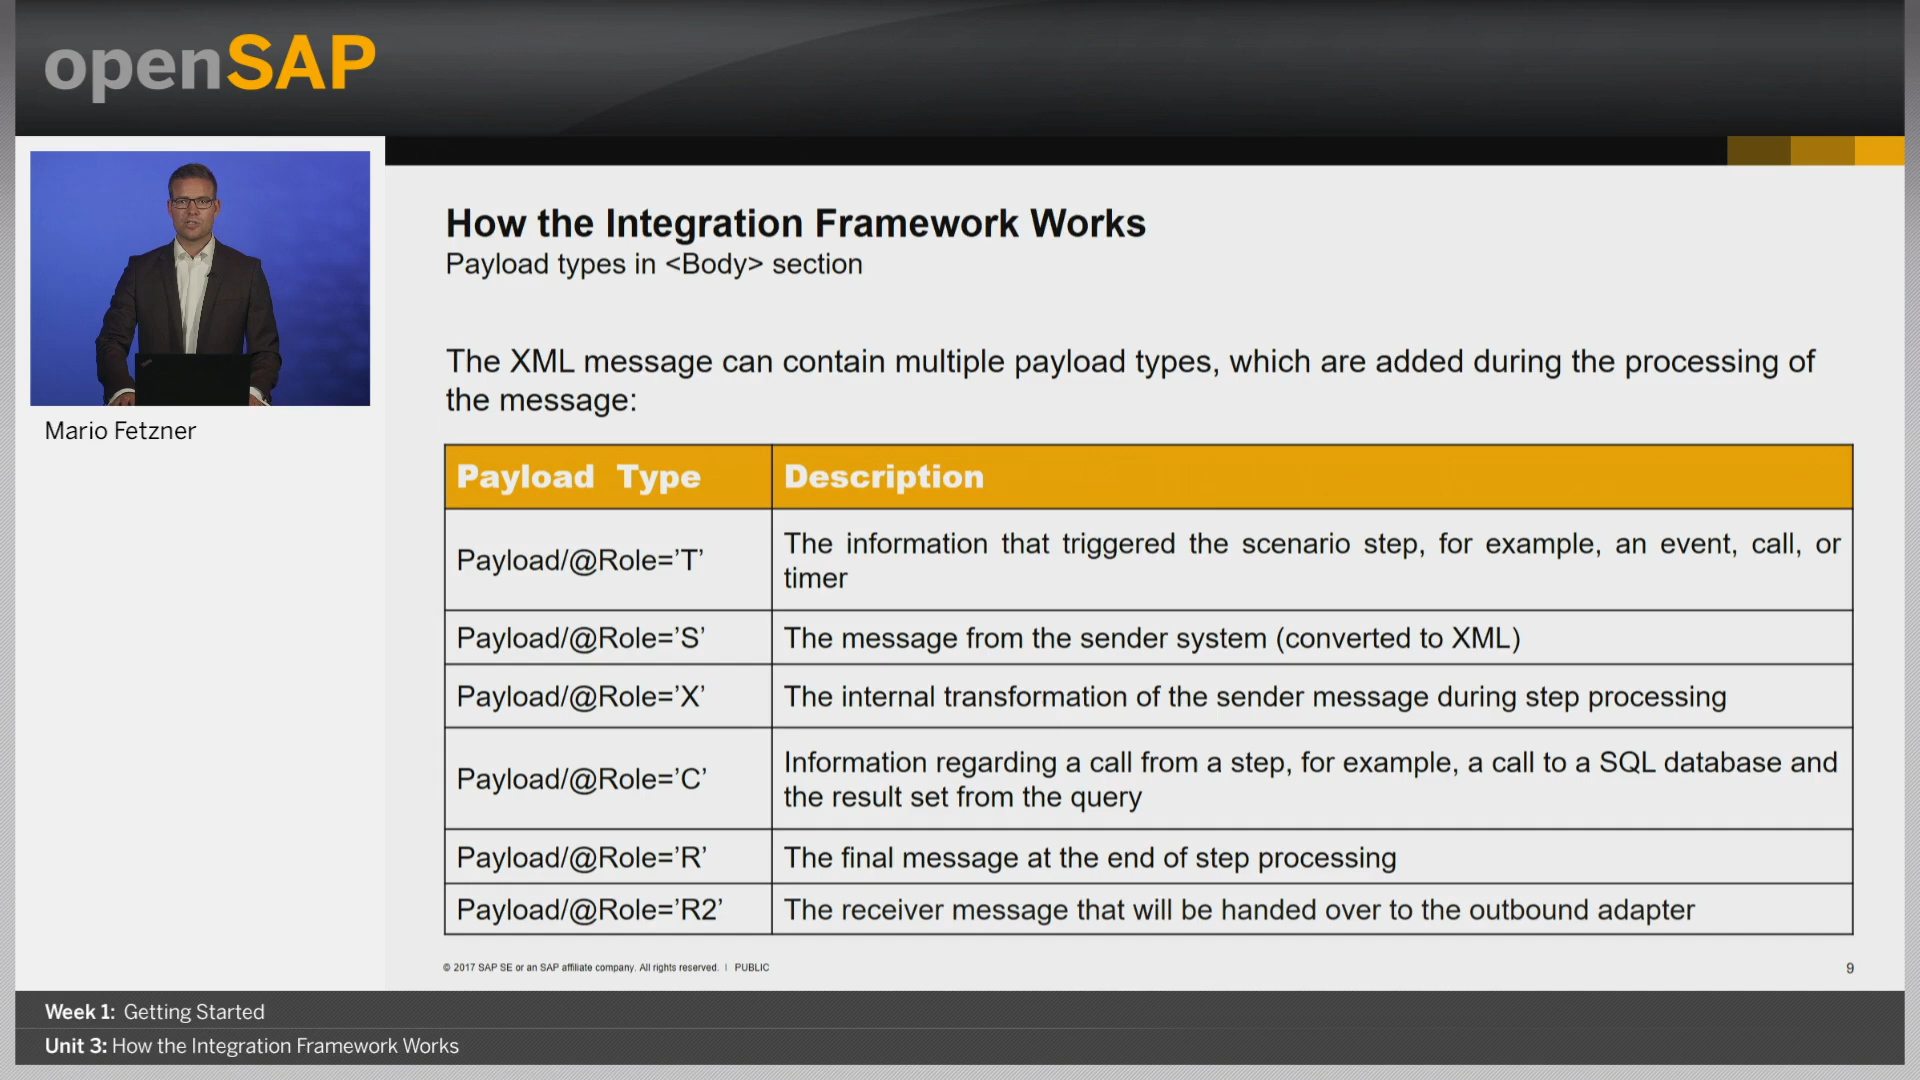 openSAP
Mario Fetzner
How the Integration Framework Works
Payload types in <Body> section
The XML message can contain multiple payload types, which are added during the processing of
the message:
Payload Type
Description
Payload/@Role=’T’
The information that triggered the scenario step, for example, an event, call, or
timer
Payload/@Role=’S’
The message from the sender system (converted to XML)
Payload/@Role=’X’
The internal transformation of the sender message during step processing
Payload/@Role=’C’
Information regarding a call from a step, for example, a call to a SQL database and
the result set from the query
Payload/@Role=’R’
The final message at the end of step processing
Payload/@Role=’R2’
The receiver message that will be handed over to the outbound adapter
© 2017 SAP SE or an SAP affiliate company. All rights reserved. | PUBLIC
9
Week 1: Getting Started
Unit 3: How the Integration Framework Works